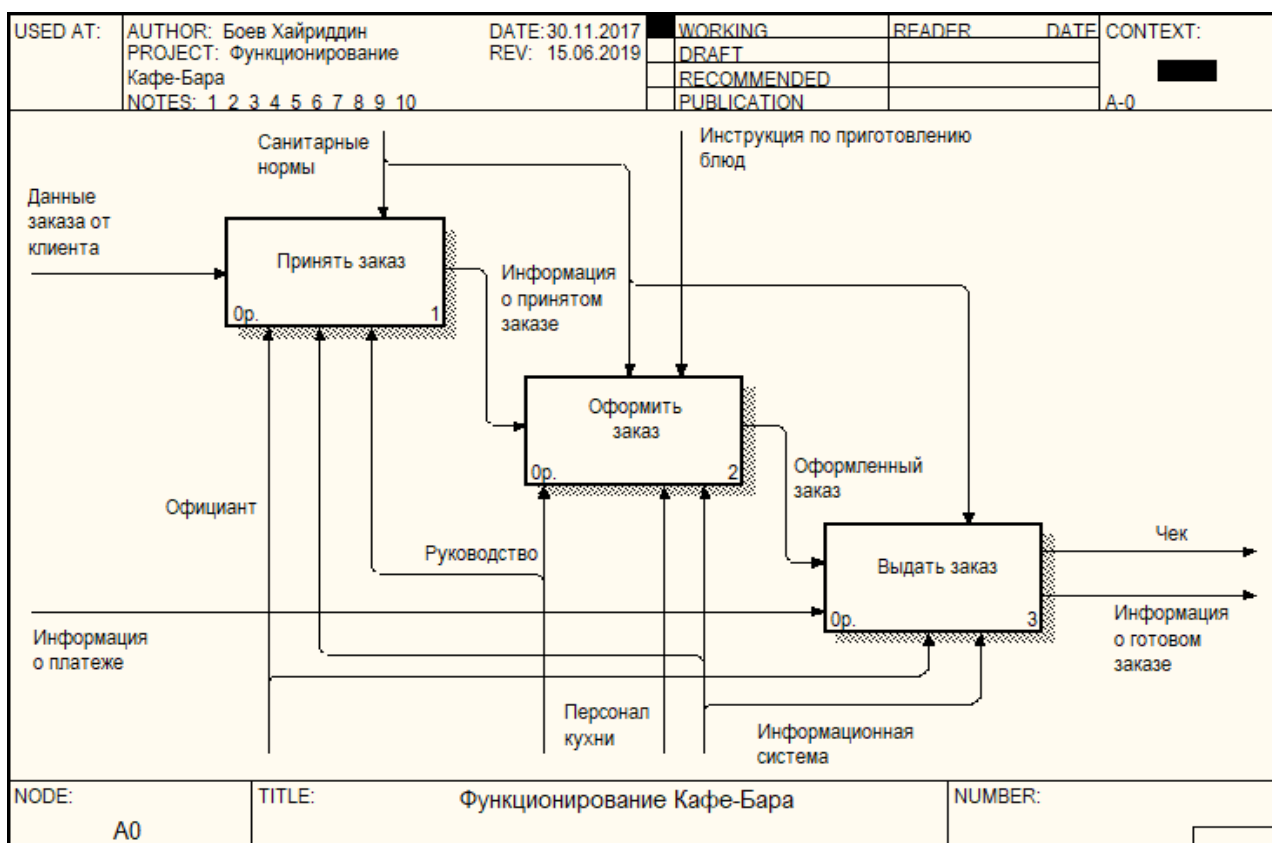 USED AT:
AUTHOR: Боев Хайриддин
DATE: 30.11.2017
PROJECT: Функционирование
REV: 15.06.2019
Кафе-Бара
NOTES: 1 2 3 4 5 6 7 8 9 10
WORKING
DRAFT
RECOMMENDED
PUBLICATION
READER
DATE
CONTEXT:
A-0
Санитарные
нормы
Инструкция по приготовлению
блюд
Данные
заказа от
клиента
Принять заказ
0р.
1
Информация
о принятом
заказе
Оформить
заказ
0р.
2
Оформленный
заказ
Официант
Руководство
Выдать заказ
0р.
3
Чек
Информация
о готовом
заказе
Информация
о платеже
Персонал
кухни
Информационная
система
NODE:
A0
TITLE:
Функционирование Кафе-Бара
NUMBER: